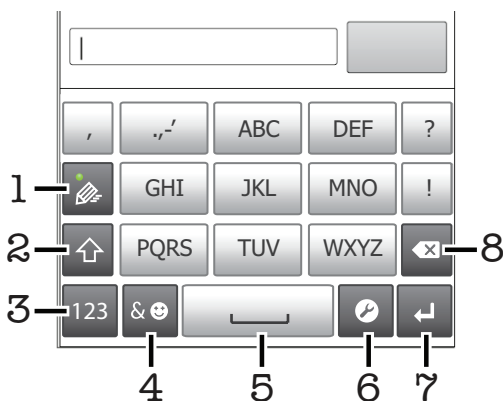 , .,-’ ABC DEF ?
1 GHI JKL MNO !
2 PQRS TUV WXYZ 8
3 123 &
4 5 6 7